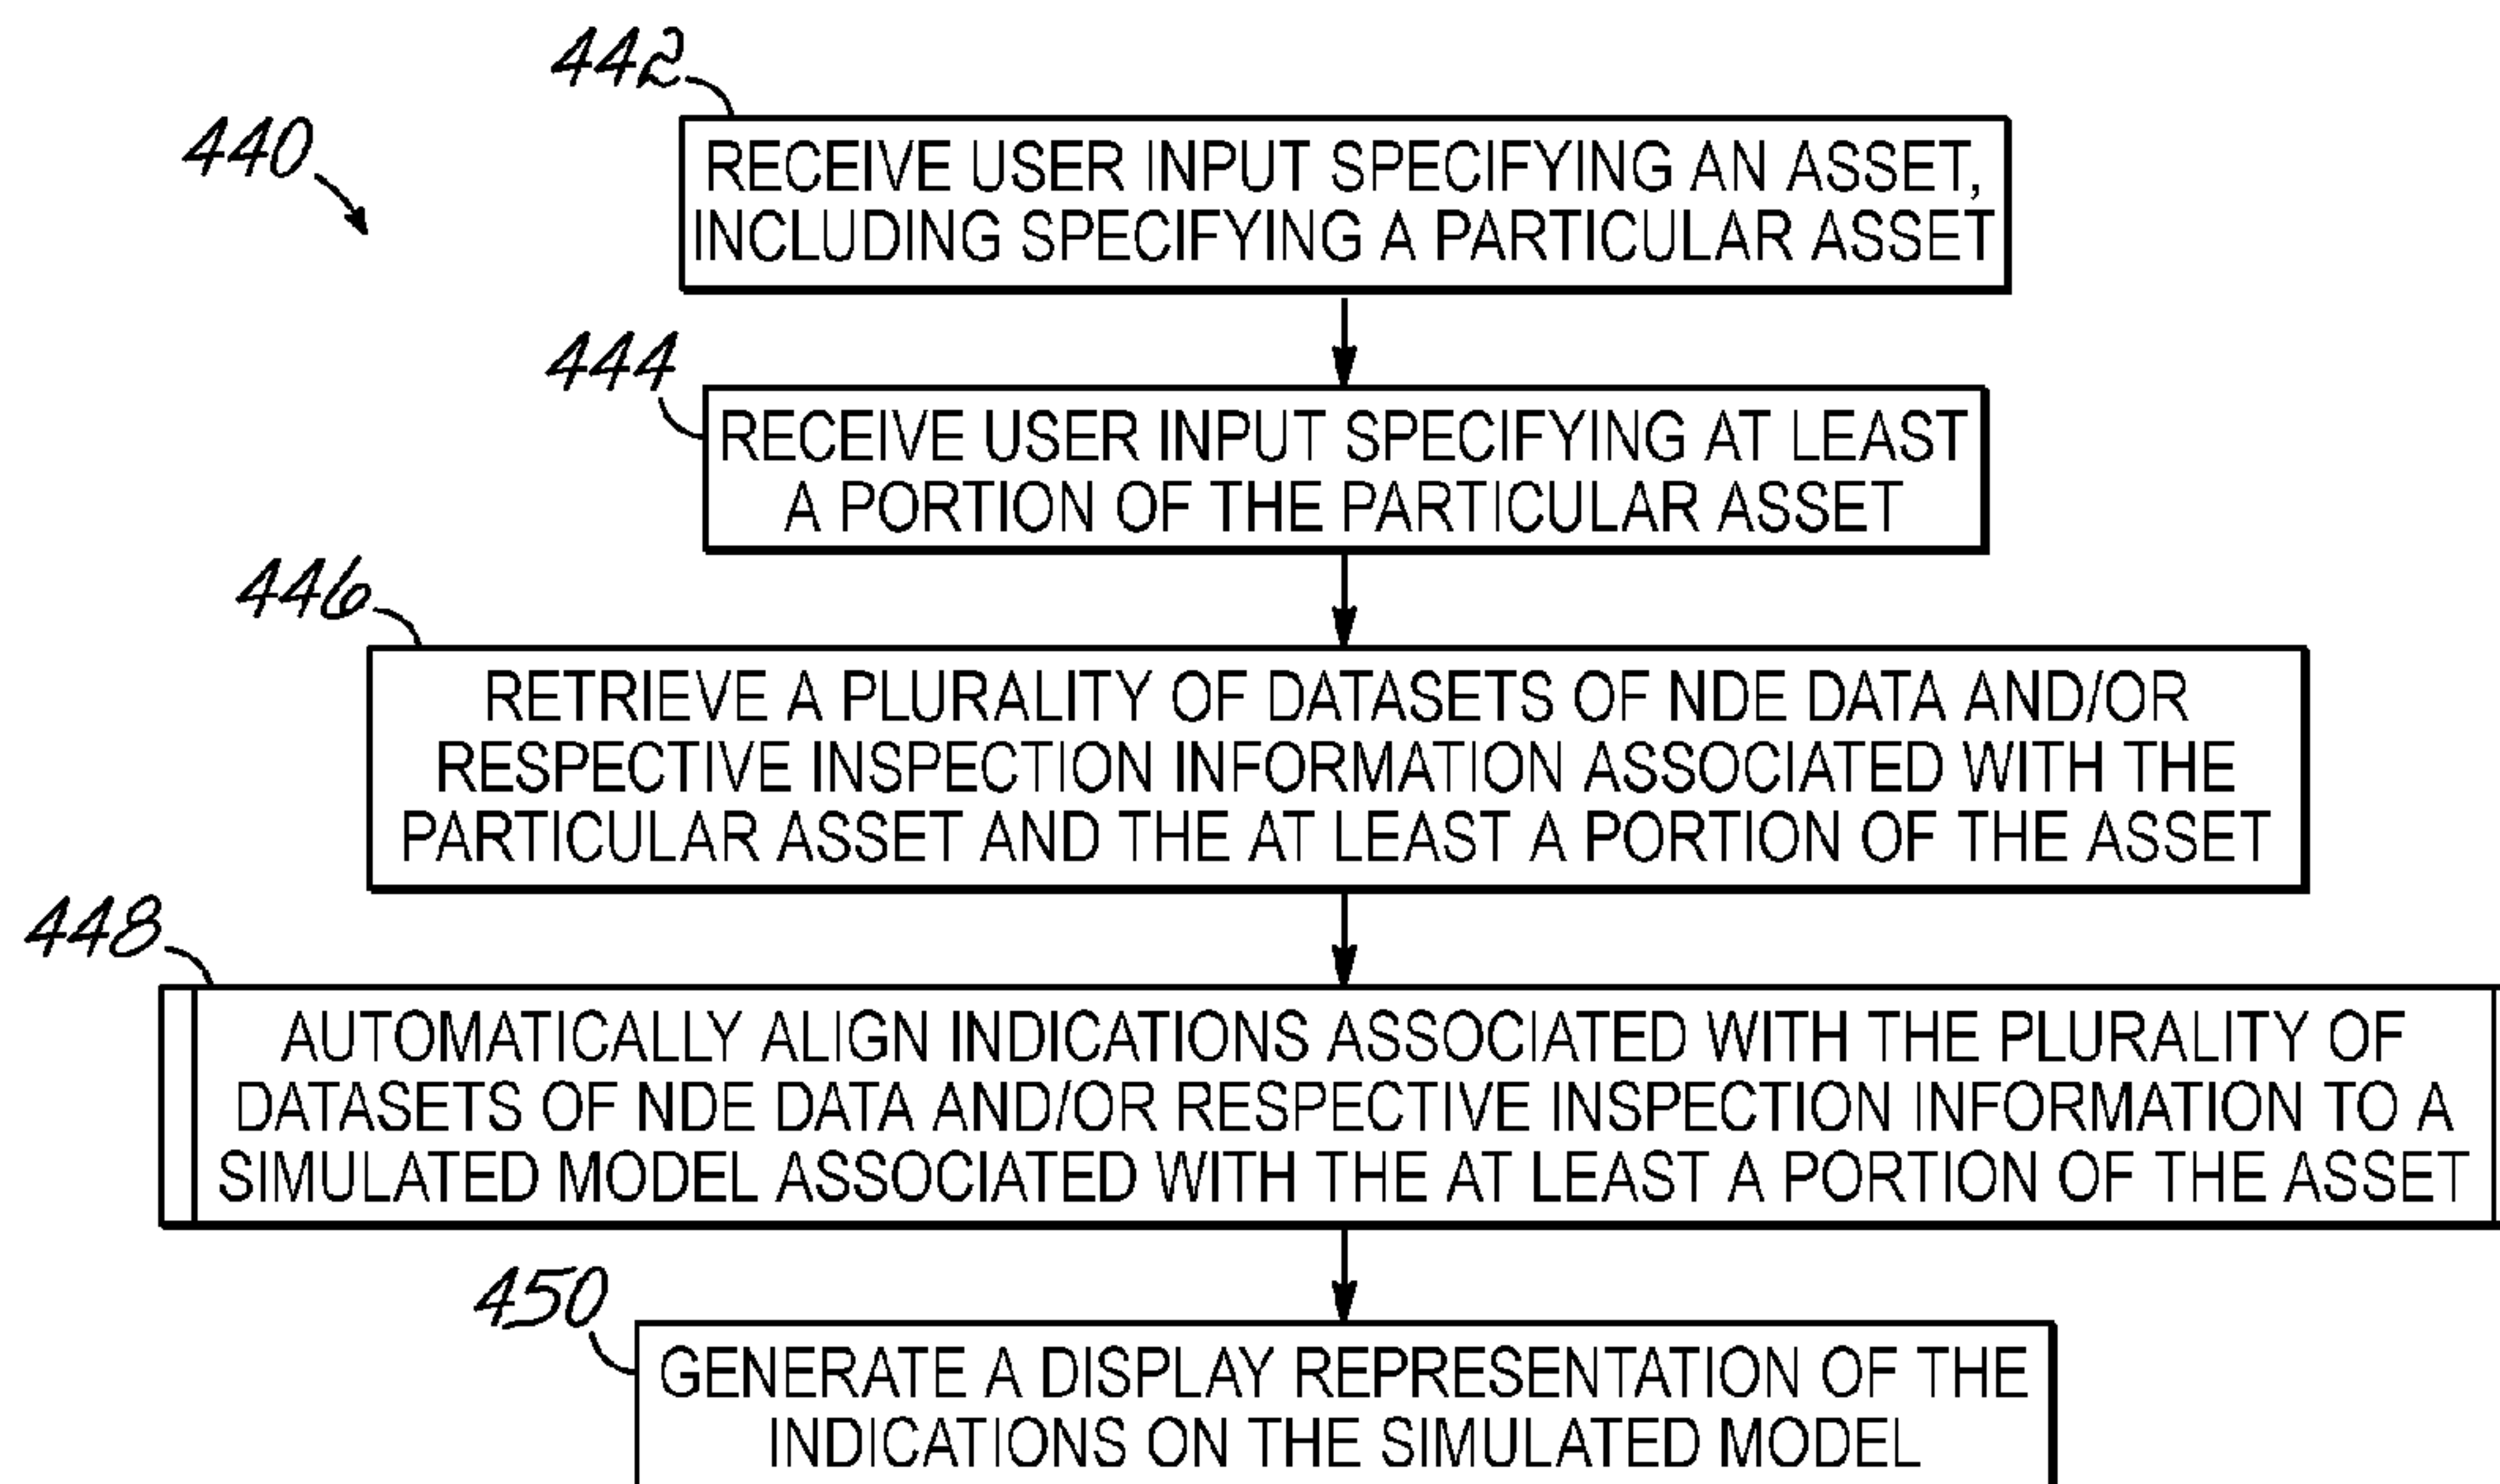 442
440
RECEIVE USER INPUT SPECIFYING AN ASSET,
INCLUDING SPECIFYING A PARTICULAR ASSET
444
RECEIVE USER INPUT SPECIFYING AT LEAST
A PORTION OF THE PARTICULAR ASSET
446
RETRIEVE A PLURALITY OF DATASETS OF NDE DATA AND/OR
RESPECTIVE INSPECTION INFORMATION ASSOCIATED WITH THE
PARTICULAR ASSET AND THE AT LEAST A PORTION OF THE ASSET
448
AUTOMATICALLY ALIGN INDICATIONS ASSOCIATED WITH THE PLURALITY OF
DATASETS OF NDE DATA AND/OR RESPECTIVE INSPECTION INFORMATION TO A
SIMULATED MODEL ASSOCIATED WITH THE AT LEAST A PORTION OF THE ASSET
450
GENERATE A DISPLAY REPRESENTATION OF THE
INDICATIONS ON THE SIMULATED MODEL